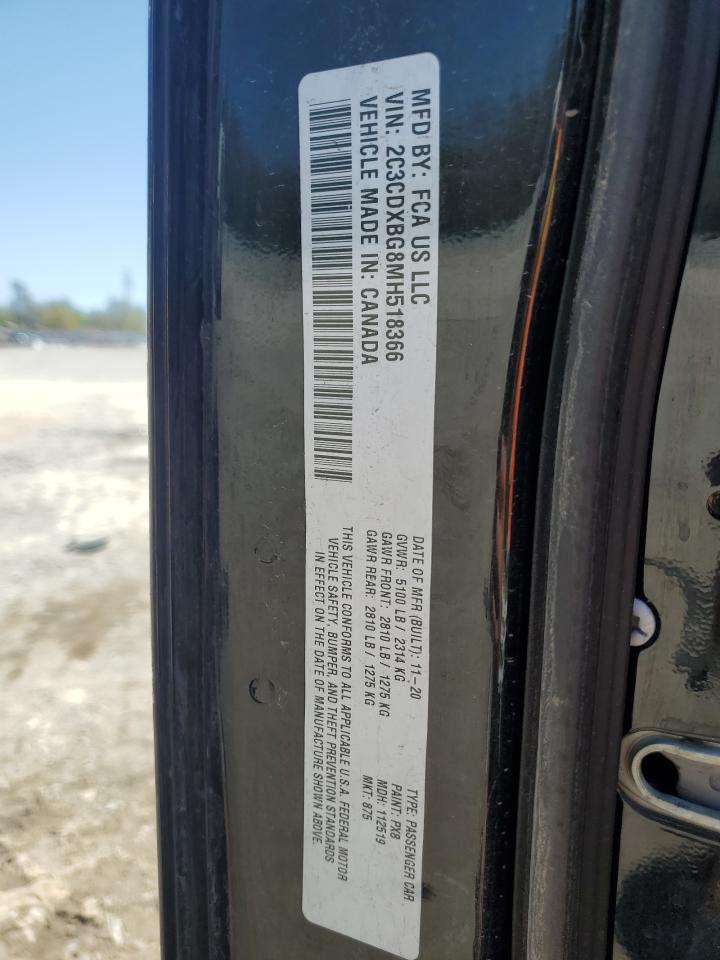 MFD BY: FCA US LLC
VIN: 2C3CDXBG8MH518366
VEHICLE MADE IN: CANADA
DATE OF MFR (BUILT): 11-20
GVWR: 5100 LB / 2314 KG
GAWR FRONT: 2810 LB / 1275 KG
GAWR REAR: 2810 LB / 1275 KG
TYPE: PASSENGER CAR
PAINT: PX8
MDH: 112519
MKT: 875
THIS VEHICLE CONFORMS TO ALL APPLICABLE U.S.A. FEDERAL MOTOR
VEHICLE SAFETY, BUMPER, AND THEFT PREVENTION STANDARDS
IN EFFECT ON THE DATE OF MANUFACTURE SHOWN ABOVE.